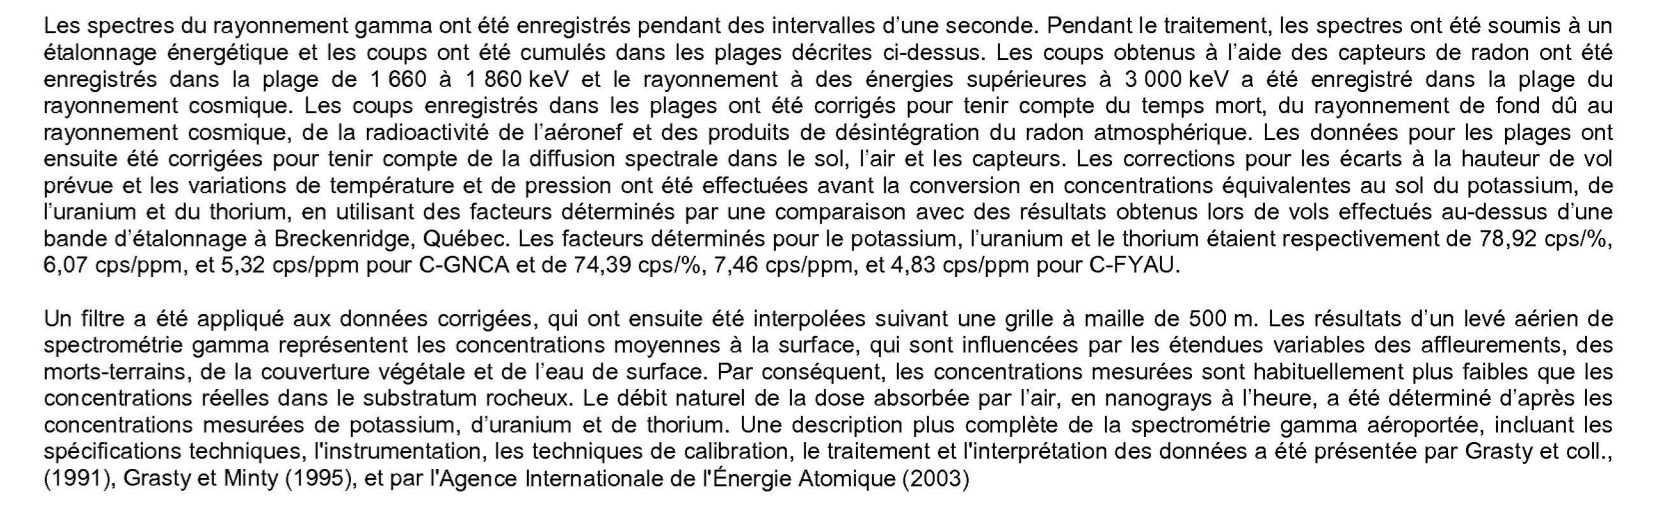 Les spectres du rayonnement gamma ont été enregistrés pendant des intervalles d’une seconde. Pendant le traitement, les spectres ont été soumis à un
étalonnage énergétique et les coups ont été cumulés dans les plages décrites ci-dessus. Les coups obtenus à l’aide des capteurs de radon ont été
enregistrés dans la plage de 1 660 à 1 860 keV et le rayonnement à des énergies supérieures à 3 000 keV a été enregistré dans la plage du
rayonnement cosmique. Les coups enregistrés dans les plages ont été corrigés pour tenir compte du temps mort, du rayonnement de fond dû au
rayonnement cosmique, de la radioactivité de l’aéronef et des produits de désintégration du radon atmosphérique. Les données pour les plages ont
ensuite été corrigées pour tenir compte de la diffusion spectrale dans le sol, l’air et les capteurs. Les corrections pour les écarts à la hauteur de vol
prévue et les variations de température et de pression ont été effectuées avant la conversion en concentrations équivalentes au sol du potassium, de
l’uranium et du thorium, en utilisant des facteurs déterminés par une comparaison avec des résultats obtenus lors de vols effectués au-dessus d’une
bande d’étalonnage à Breckenridge, Québec. Les facteurs déterminés pour le potassium, l’uranium et le thorium étaient respectivement de 78,92 cps/%,
6,07 cps/ppm, et 5,32 cps/ppm pour C-GNCA et de 74,39 cps/%, 7,46 cps/ppm, et 4,83 cps/ppm pour C-FYAU.

Un filtre a été appliqué aux données corrigées, qui ont ensuite été interpolées suivant une grille à maille de 500 m. Les résultats d’un levé aérien de
spectrométrie gamma représentent les concentrations moyennes à la surface, qui sont influencées par les étendues variables des affleurements, des
morts-terrains, de la couverture végétale et de l’eau de surface. Par conséquent, les concentrations mesurées sont habituellement plus faibles que les
concentrations réelles dans le substratum rocheux. Le débit naturel de la dose absorbée par l’air, en nanograys à l’heure, a été déterminé d’après les
concentrations mesurées de potassium, d’uranium et de thorium. Une description plus complète de la spectrométrie gamma aéroportée, incluant les
spécifications techniques, l'instrumentation, les techniques de calibration, le traitement et l'interprétation des données a été présentée par Grasty et coll.,
(1991), Grasty et Minty (1995), et par l'Agence Internationale de l'Énergie Atomique (2003)